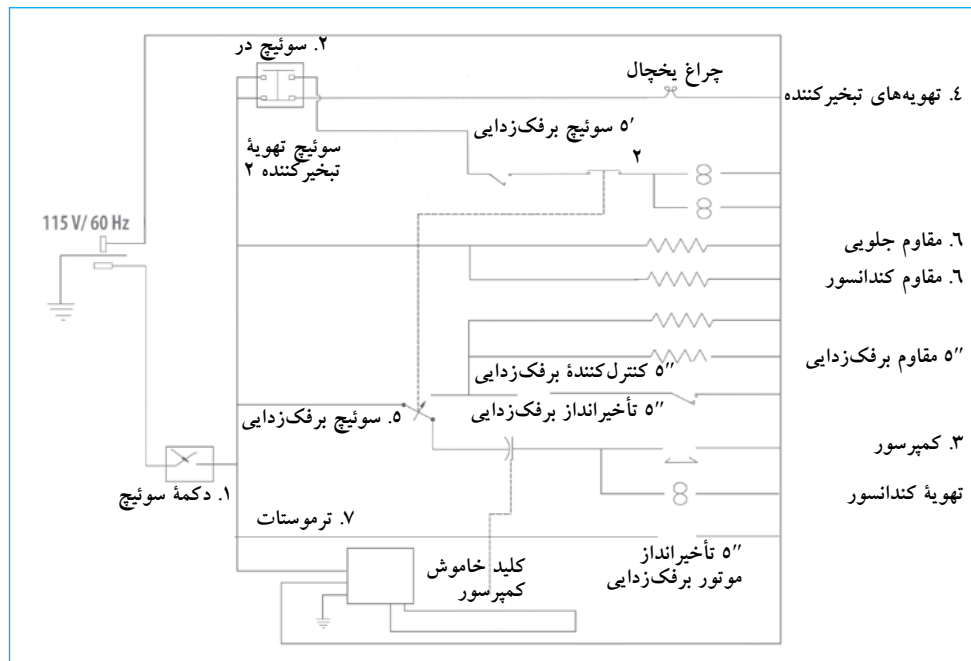 ۲. سوئیچ در
چراغ یخچال
۴. تهویه‌های تبخیرکننده
۵′ سوئیچ برفک‌زدایی
سوئیچ تهویهٔ
تبخیرکننده ۲
۲
115 V/ 60 Hz
۶. مقاوم جلویی
۶. مقاوم کندانسور
۵″ مقاوم برفک‌زدایی
۵″ کنترل‌کنندهٔ برفک‌زدایی
۵. سوئیچ برفک‌زدایی
۵″ تأخیرانداز برفک‌زدایی
۳. کمپرسور
۱. دکمهٔ سوئیچ
تهویهٔ کندانسور
۷. ترموستات
کلید خاموش
کمپرسور
۵″ تأخیرانداز
موتور برفک‌زدایی